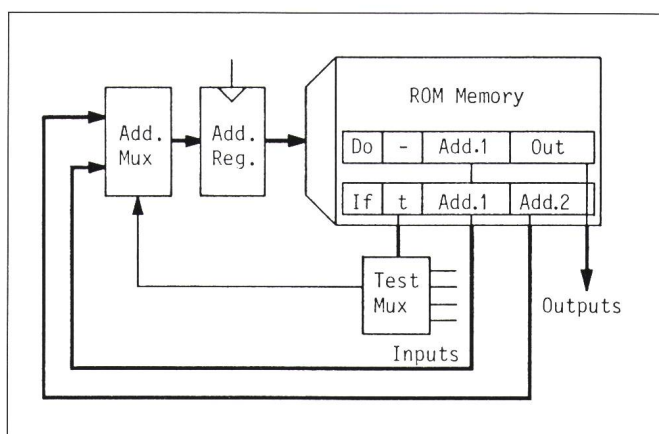 ROM Memory
Add. Mux
Add. Reg.
Do - Add.1 Out
If t Add.1 Add.2
Test Mux
Outputs
Inputs